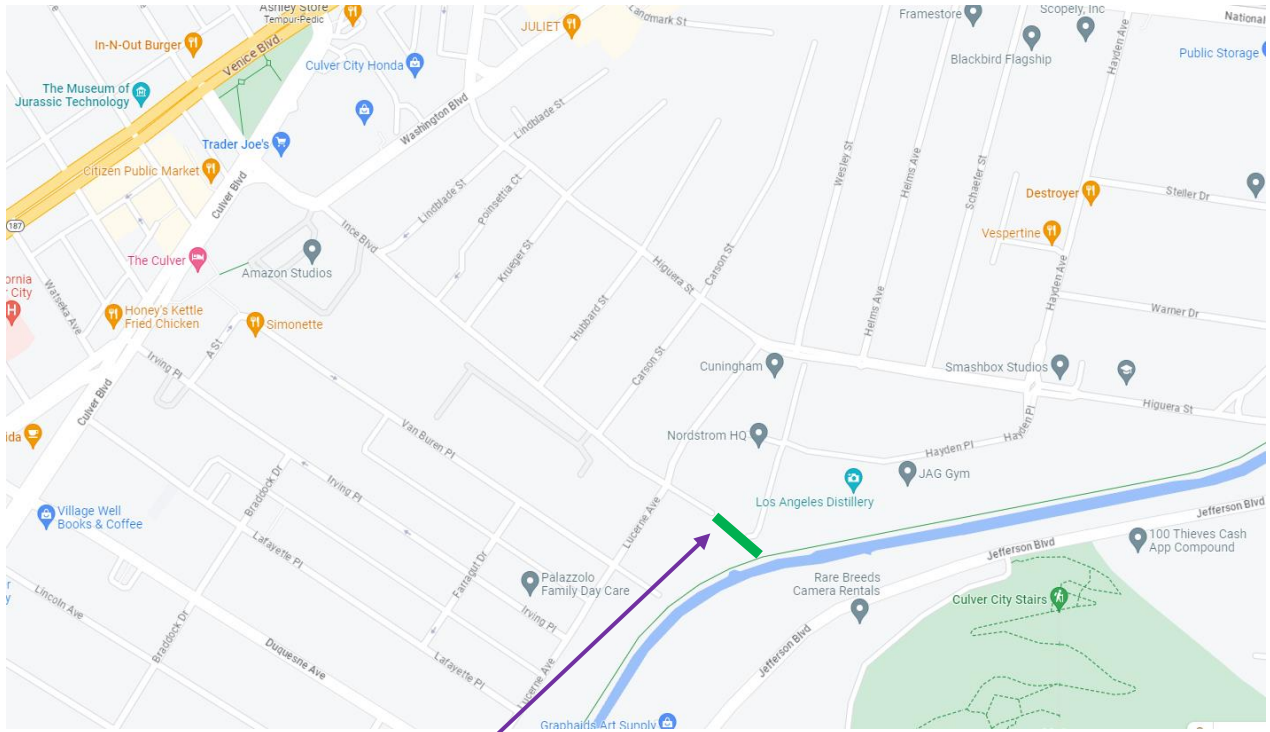 Ashley Store
Tempur-Pedic
Landmark St
Framestore
Scopely, Inc
National
JULIET
In-N-Out Burger
Venice Blvd
Culver City Honda
Blackbird Flagship
Hayden Ave
Public Storage
The Museum of
Jurassic Technology
Washington Blvd
Lindblade St
Trader Joe's
Citizen Public Market
Culver Blvd
Wesley St
Helms Ave
Schaefer St
Destroyer
Steller Dr
187
Lindblade St
Poinsettia Ct
Ince Blvd
Krueger St
Vespertine
The Culver
Amazon Studios
Higuera St
Carson St
Hayden Ave
Watseka Ave
City
H
Honey's Kettle
Fried Chicken
Simonette
Hubbard St
Helms Ave
Warner Dr
Irving Pl
A St
Carson St
Cuningham
Smashbox Studios
Culver Blvd
Higuera St
Van Buren Pl
Nordstrom HQ
Hayden Pl
Hayden Pl
JAG Gym
Braddock Dr
Irving Pl
Los Angeles Distillery
Village Well
Books & Coffee
Lafayette Pl
Lucerne Ave
Jefferson Blvd
100 Thieves Cash
App Compound
Jefferson Blvd
Farragut Dr
Palazzolo
Family Day Care
Rare Breeds
Camera Rentals
Culver City Stairs
Lincoln Ave
Braddock Dr
Irving Pl
Duquesne Ave
Lafayette Pl
Lucerne Ave
Jefferson Blvd
Graphaids Art Supply